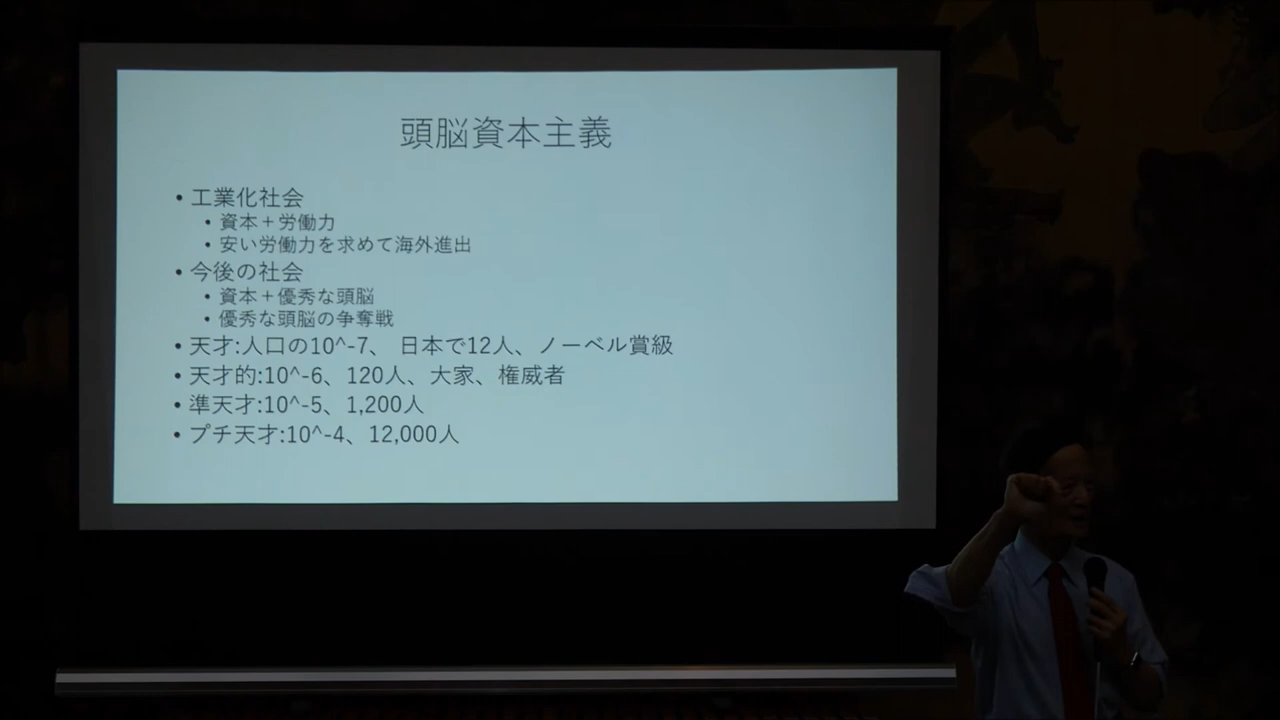 頭脳資本主義
• 工業化社会
• 資本＋労働力
• 安い労働力を求めて海外進出
• 今後の社会
• 資本＋優秀な頭脳
• 優秀な頭脳の争奪戦
• 天才:人口の10^-7、 日本で12人、ノーベル賞級
• 天才的:10^-6、120人、大家、権威者
• 準天才:10^-5、1,200人
• プチ天才:10^-4、12,000人